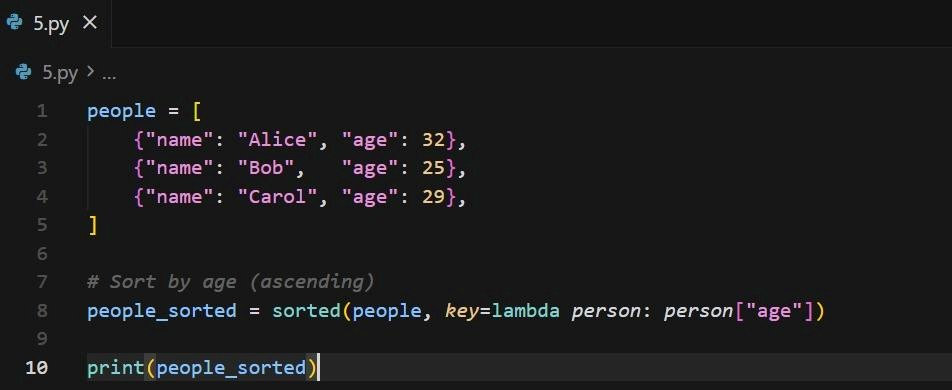 5.py ×
5.py > ...
1 people = [
2     {"name": "Alice", "age": 32},
3     {"name": "Bob",   "age": 25},
4     {"name": "Carol", "age": 29},
5 ]
6
7 # Sort by age (ascending)
8 people_sorted = sorted(people, key=lambda person: person["age"])
9
10 print(people_sorted)